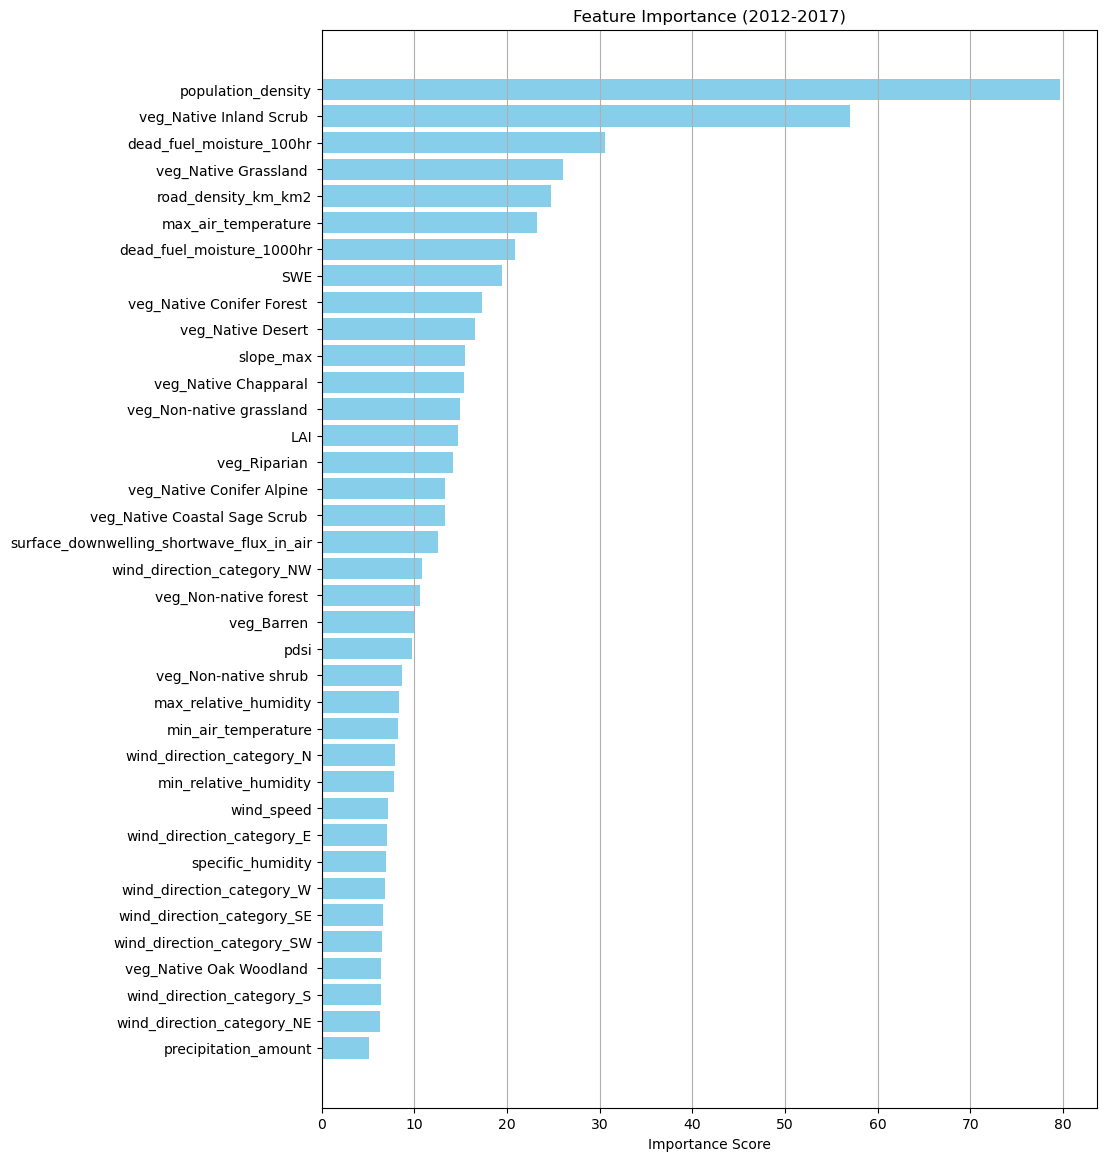 Feature Importance (2012-2017)
population_density
veg_Native Inland Scrub
dead_fuel_moisture_100hr
veg_Native Grassland
road_density_km_km2
max_air_temperature
dead_fuel_moisture_1000hr
SWE
veg_Native Conifer Forest
veg_Native Desert
slope_max
veg_Native Chapparal
veg_Non-native grassland
LAI
veg_Riparian
veg_Native Conifer Alpine
veg_Native Coastal Sage Scrub
surface_downwelling_shortwave_flux_in_air
wind_direction_category_NW
veg_Non-native forest
veg_Barren
pdsi
veg_Non-native shrub
max_relative_humidity
min_air_temperature
wind_direction_category_N
min_relative_humidity
wind_speed
wind_direction_category_E
specific_humidity
wind_direction_category_W
wind_direction_category_SE
wind_direction_category_SW
veg_Native Oak Woodland
wind_direction_category_S
wind_direction_category_NE
precipitation_amount
0 10 20 30 40 50 60 70 80
Importance Score